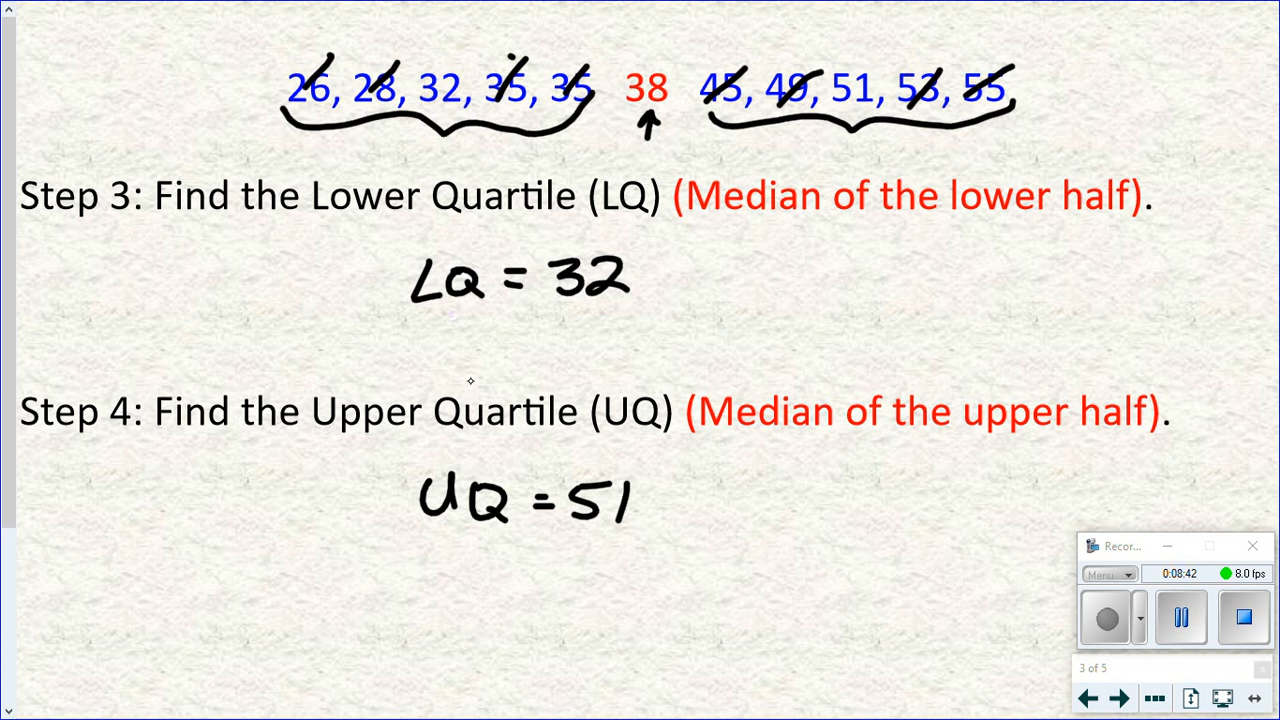 26, 28, 32, 35, 35 38 45, 49, 51, 53, 55
Step 3: Find the Lower Quartile (LQ) (Median of the lower half).
LQ = 32
Step 4: Find the Upper Quartile (UQ) (Median of the upper half).
UQ = 51
Recor...
Menu
0:08:42 8.0 fps
3 of 5